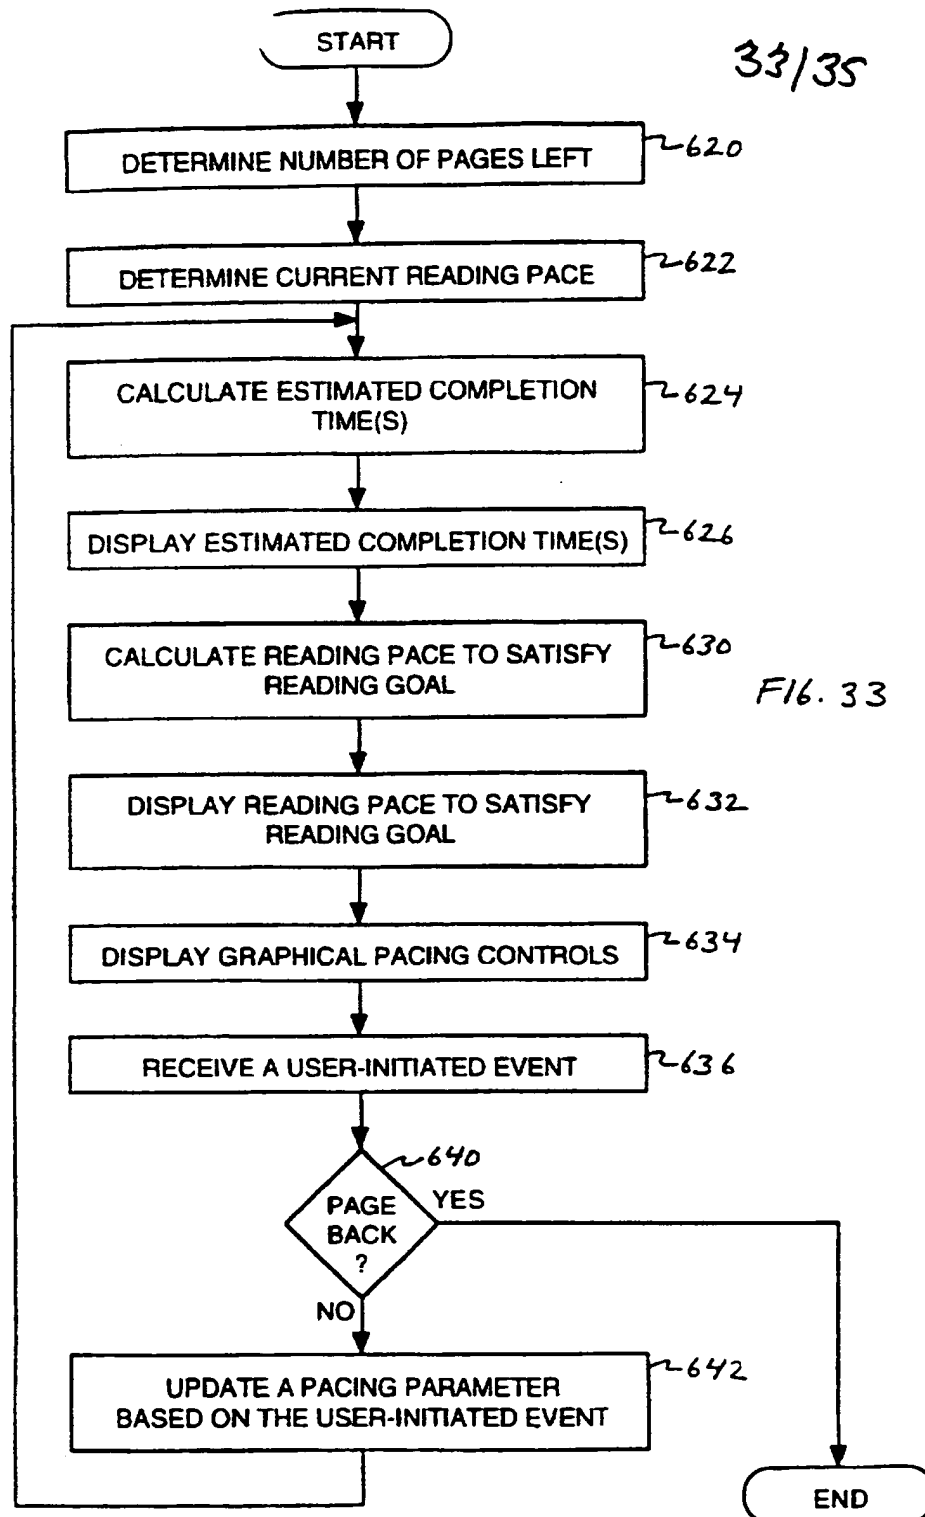 START
33/35
DETERMINE NUMBER OF PAGES LEFT
620
DETERMINE CURRENT READING PACE
622
CALCULATE ESTIMATED COMPLETION
TIME(S)
624
DISPLAY ESTIMATED COMPLETION TIME(S)
626
CALCULATE READING PACE TO SATISFY
READING GOAL
630
FIG. 33
DISPLAY READING PACE TO SATISFY
READING GOAL
632
DISPLAY GRAPHICAL PACING CONTROLS
634
RECEIVE A USER-INITIATED EVENT
636
640
PAGE
BACK
?
YES
NO
UPDATE A PACING PARAMETER
BASED ON THE USER-INITIATED EVENT
642
END